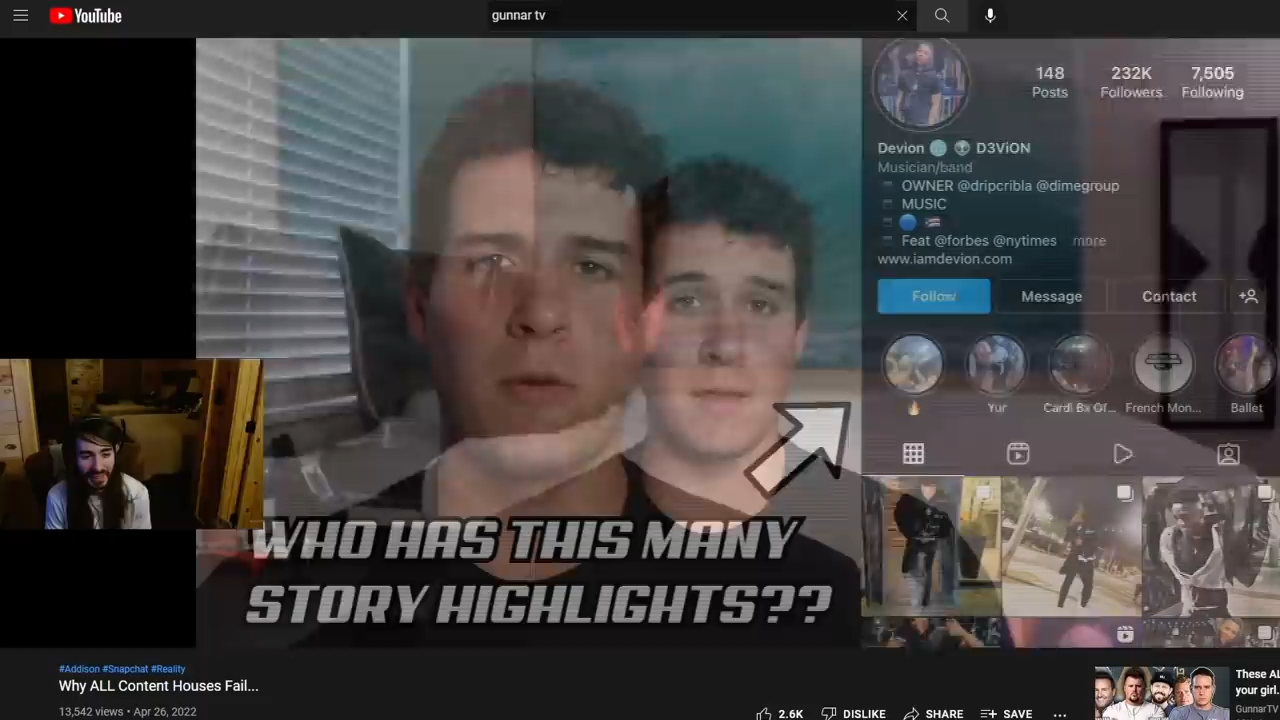 YouTube
gunnar tv
148
232K
7,505
Posts
Followers
Following
Devion D3ViON
Musician/band
OWNER @dripcribla @dimegroup
MUSIC
Feat @forbes @nytimes more
www.iamdevion.com
Follow
Message
Contact
Yur
Cardi Bx Of...
French Mon...
Ballet
WHO HAS THIS MANY
STORY HIGHLIGHTS??
#Addison #Snapchat #Reality
Why ALL Content Houses Fail...
13,542 views • Apr 26, 2022
2.6K
DISLIKE
SHARE
SAVE
...
These AL
your girl.
GunnarTV